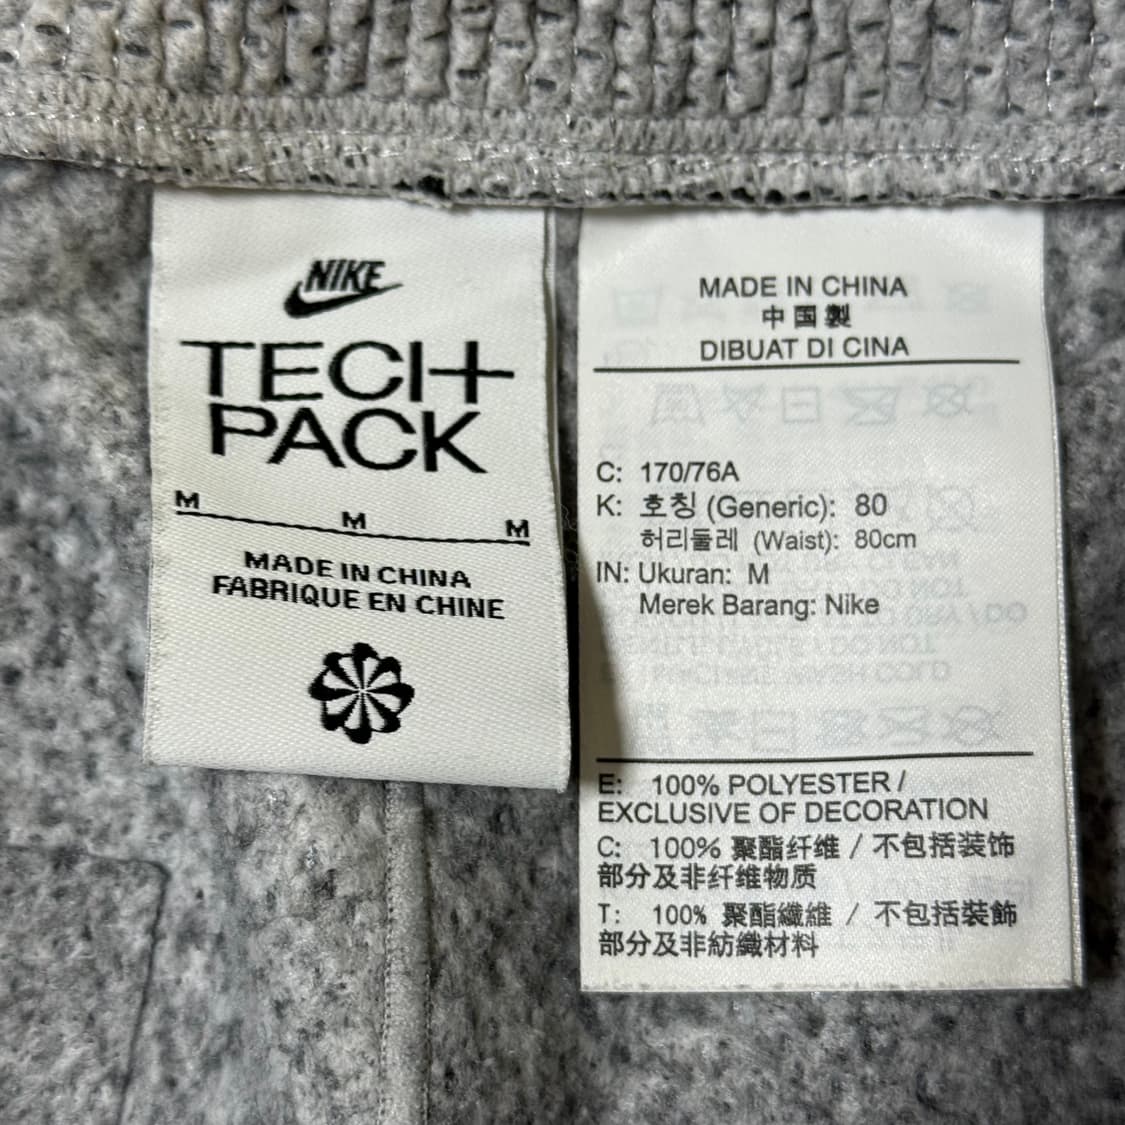 NIKE
TECH
PACK
M M M
MADE IN CHINA
FABRIQUE EN CHINE
MADE IN CHINA
中国製
DIBUAT DI CINA
C: 170/76A
K: 호칭 (Generic): 80
허리둘레 (Waist): 80cm
IN: Ukuran: M
Merek Barang: Nike
E: 100% POLYESTER /
EXCLUSIVE OF DECORATION
C: 100% 聚酯纤维 / 不包括装饰
部分及非纤维物质
T: 100% 聚酯纖維 / 不包括裝飾
部分及非紡織材料